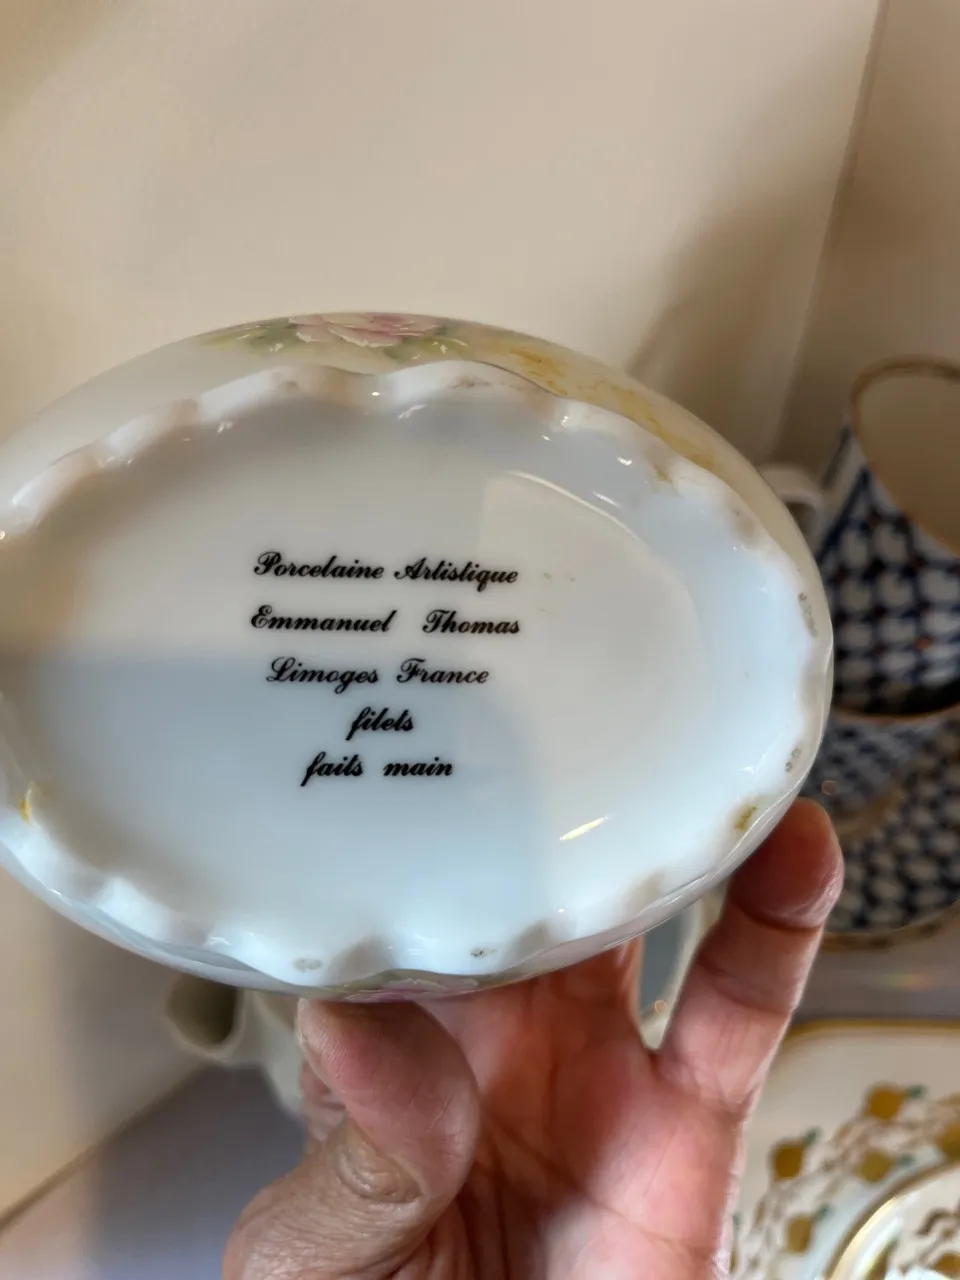 Porcelaine Artistique
Emmanuel Thomas
Limoges France
filets
faits main